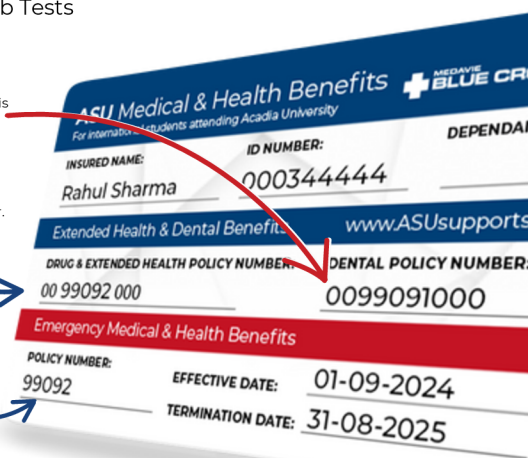 b Tests
is
r.
ASU Medical & Health Benefits
For international students attending Acadia University
MEDAVIE
BLUE CR
INSURED NAME:
Rahul Sharma
ID NUMBER:
000344444
DEPENDA
Extended Health & Dental Benefits
www.ASUsupports
DRUG & EXTENDED HEALTH POLICY NUMBER:
00 99092 000
DENTAL POLICY NUMBER:
0099091000
Emergency Medical & Health Benefits
POLICY NUMBER:
99092
EFFECTIVE DATE:
01-09-2024
TERMINATION DATE:
31-08-2025